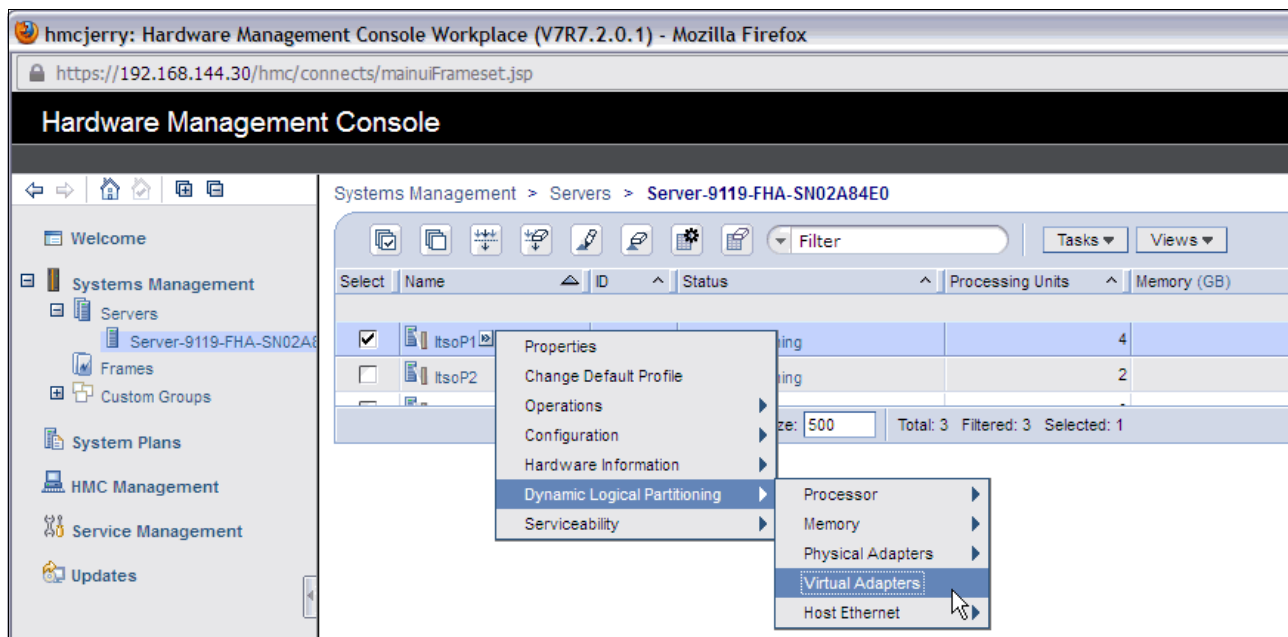 hmcjerry: Hardware Management Console Workplace (V7R7.2.0.1) - Mozilla Firefox
https://192.168.144.30/hmc/connects/mainuiFrameset.jsp
Hardware Management Console
Systems Management > Servers > Server-9119-FHA-SN02A84E0
Welcome
Systems Management
Servers
Server-9119-FHA-SN02A8
Frames
Custom Groups
System Plans
HMC Management
Service Management
Updates
Filter Tasks Views
Select Name ID Status Processing Units Memory (GB)
ItsoP1 ning 4
ItsoP2 ning 2
ze: 500 Total: 3 Filtered: 3 Selected: 1
Properties
Change Default Profile
Operations
Configuration
Hardware Information
Dynamic Logical Partitioning
Serviceability
Processor
Memory
Physical Adapters
Virtual Adapters
Host Ethernet